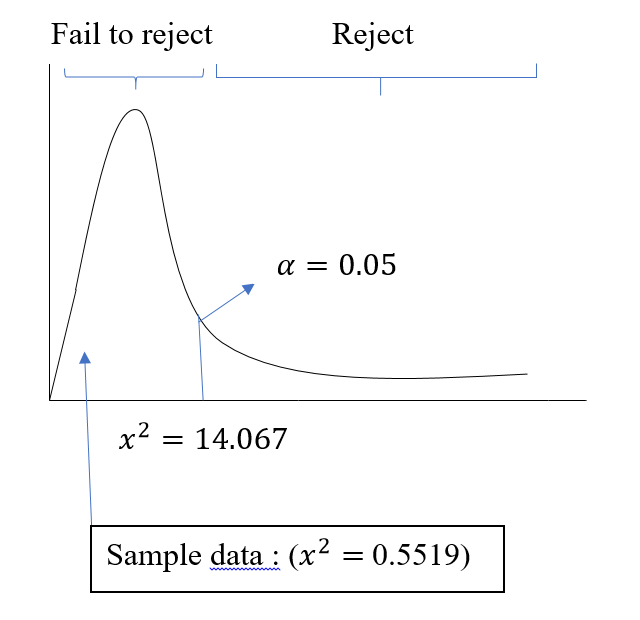 Fail to reject
Reject
α = 0.05
x² = 14.067
Sample data : (x² = 0.5519)